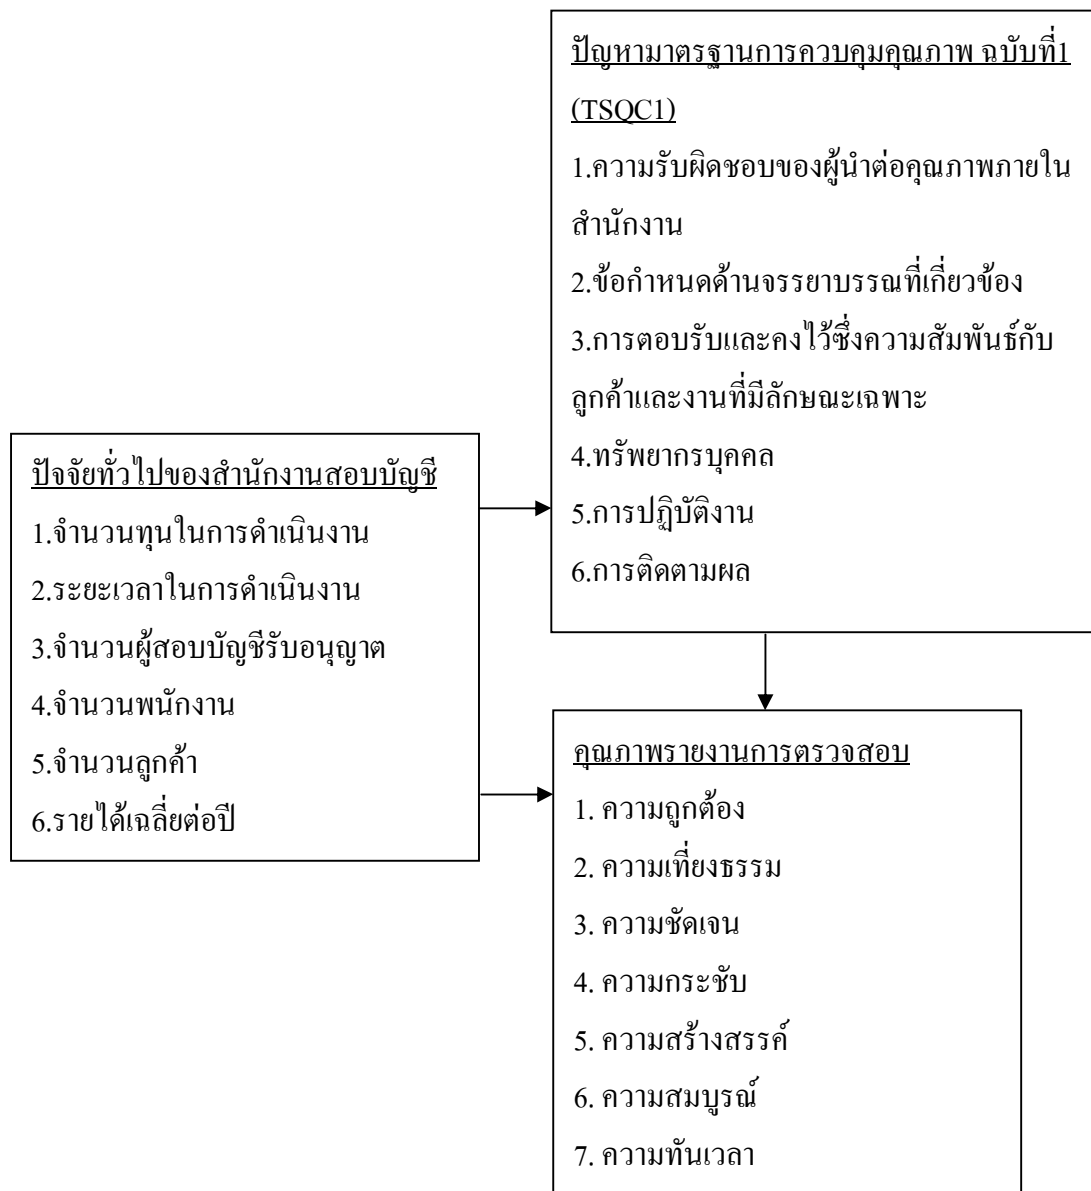 ปัญหามาตรฐานการควบคุมคุณภาพ ฉบับที่1
(TSQC1)
1.ความรับผิดชอบของผู้นำต่อคุณภาพภายใน
สำนักงาน
2.ข้อกำหนดด้านจรรยาบรรณที่เกี่ยวข้อง
3.การตอบรับและคงไว้ซึ่งความสัมพันธ์กับ
ลูกค้าและงานที่มีลักษณะเฉพาะ
4.ทรัพยากรบุคคล
5.การปฏิบัติงาน
6.การติดตามผล
ปัจจัยทั่วไปของสำนักงานสอบบัญชี
1.จำนวนทุนในการดำเนินงาน
2.ระยะเวลาในการดำเนินงาน
3.จำนวนผู้สอบบัญชีรับอนุญาต
4.จำนวนพนักงาน
5.จำนวนลูกค้า
6.รายได้เฉลี่ยต่อปี
คุณภาพรายงานการตรวจสอบ
1. ความถูกต้อง
2. ความเที่ยงธรรม
3. ความชัดเจน
4. ความกระชับ
5. ความสร้างสรรค์
6. ความสมบูรณ์
7. ความทันเวลา